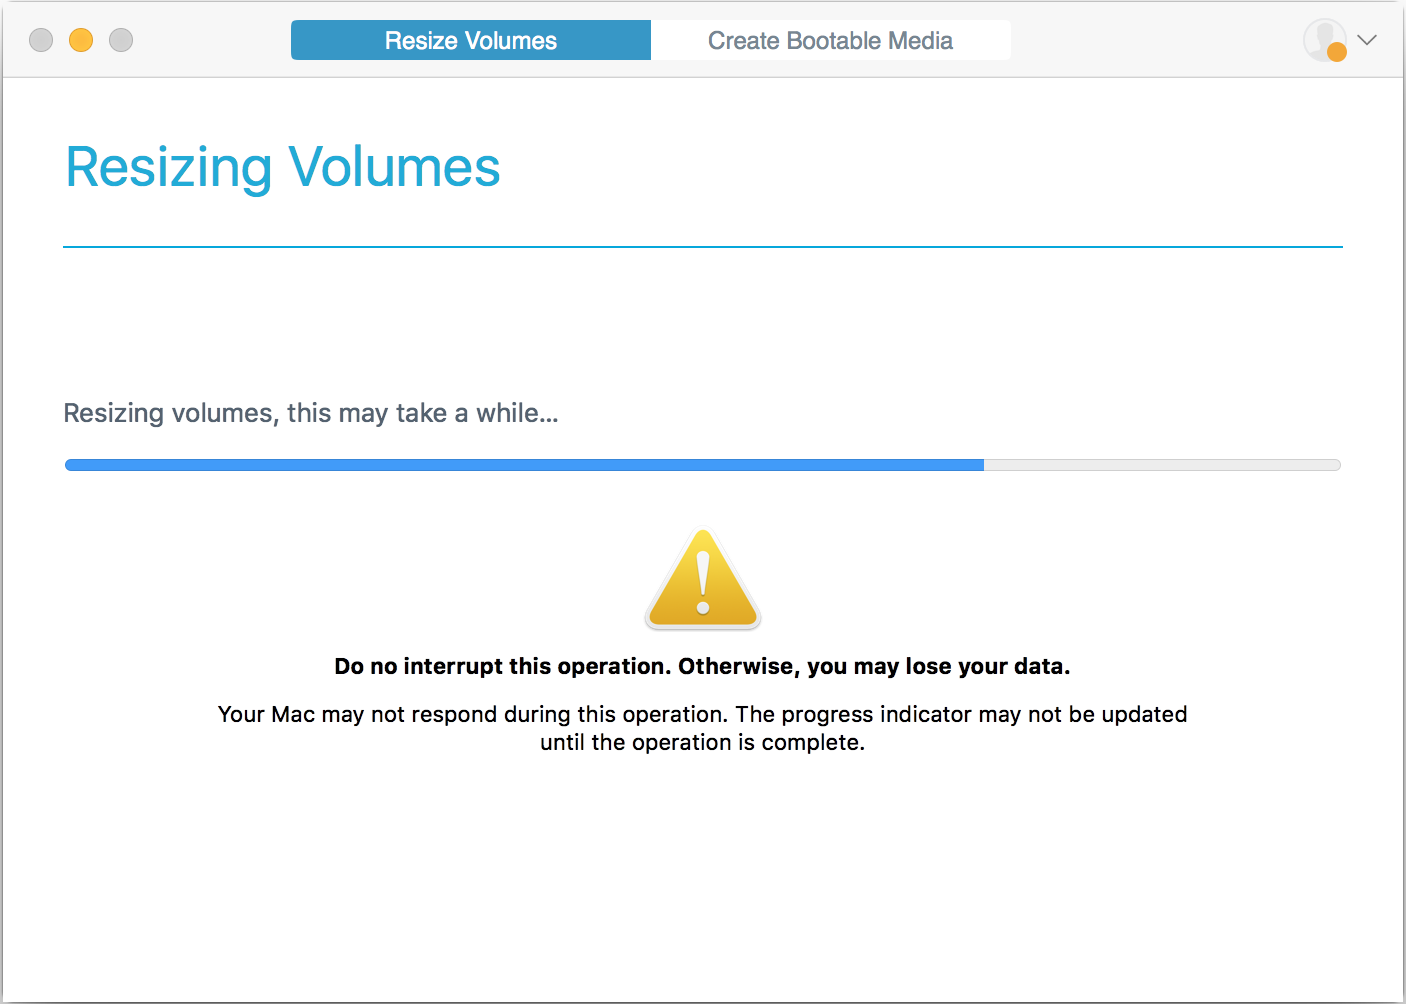 Resize Volumes
Create Bootable Media
Resizing Volumes
Resizing volumes, this may take a while...
Do no interrupt this operation. Otherwise, you may lose your data.
Your Mac may not respond during this operation. The progress indicator may not be updated
until the operation is complete.